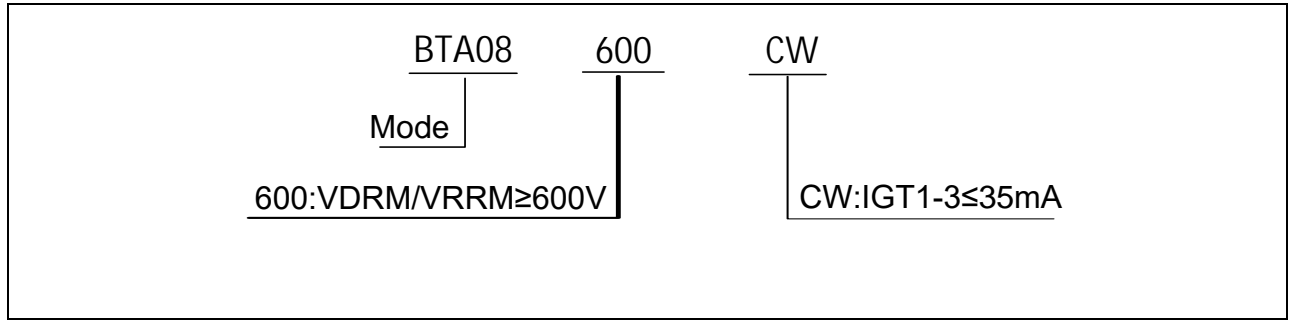 BTA08 600 CW
Mode
600:VDRM/VRRM≥600V CW:IGT1-3≤35mA